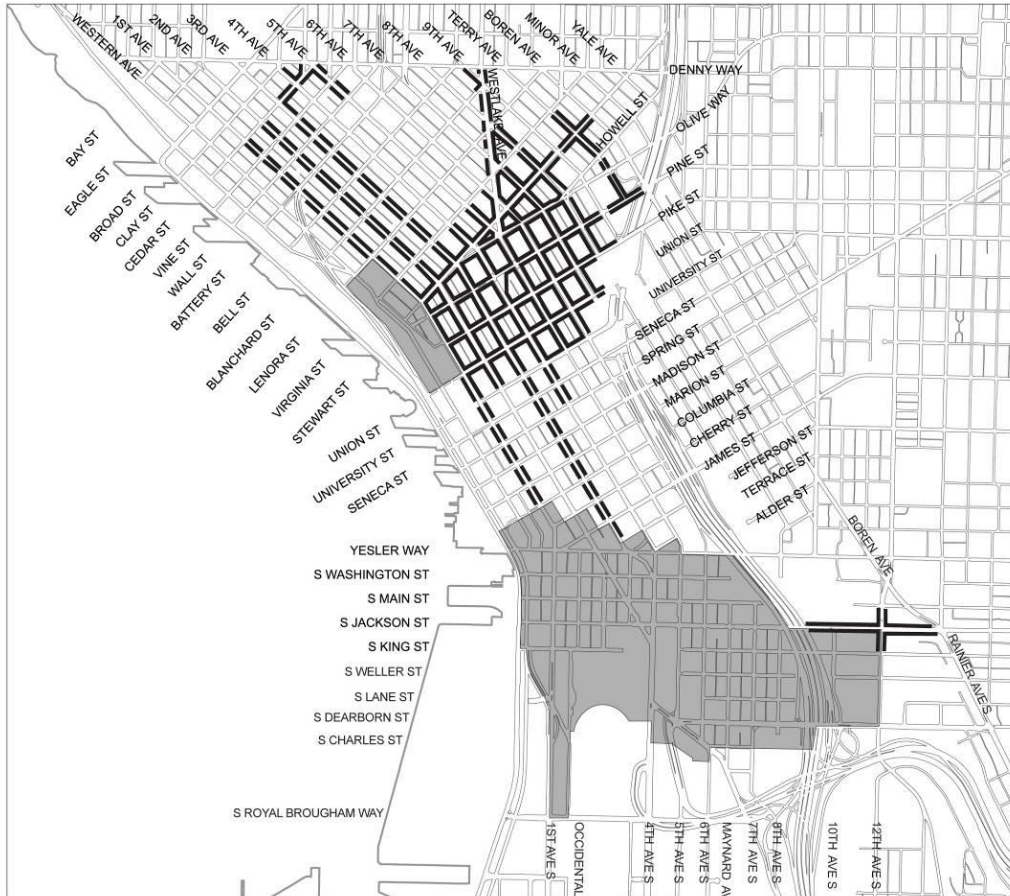 WESTERN AVE
1ST AVE
2ND AVE
3RD AVE
4TH AVE
5TH AVE
6TH AVE
7TH AVE
8TH AVE
9TH AVE
TERRY AVE
BOREN AVE
MINOR AVE
YALE AVE
DENNY WAY
WESTLAKE AVE
HOWELL ST
OLIVE WAY
PINE ST
PIKE ST
UNION ST
UNIVERSITY ST
SENECA ST
SPRING ST
MADISON ST
MARION ST
COLUMBIA ST
CHERRY ST
JAMES ST
JEFFERSON ST
TERRACE ST
ALDER ST
BOREN AVE
RAINIER AVE S
BAY ST
EAGLE ST
BROAD ST
CLAY ST
CEDAR ST
VINE ST
WALL ST
BATTERY ST
BELL ST
BLANCHARD ST
LENORA ST
VIRGINIA ST
STEWART ST
UNION ST
UNIVERSITY ST
SENECA ST
YESLER WAY
S WASHINGTON ST
S MAIN ST
S JACKSON ST
S KING ST
S WELLER ST
S LANE ST
S DEARBORN ST
S CHARLES ST
S ROYAL BROUGHAM WAY
1ST AVE S
OCCIDENTAL
4TH AVE S
5TH AVE S
6TH AVE S
MAYNARD AV
7TH AVE S
8TH AVE S
10TH AVE S
12TH AVE S